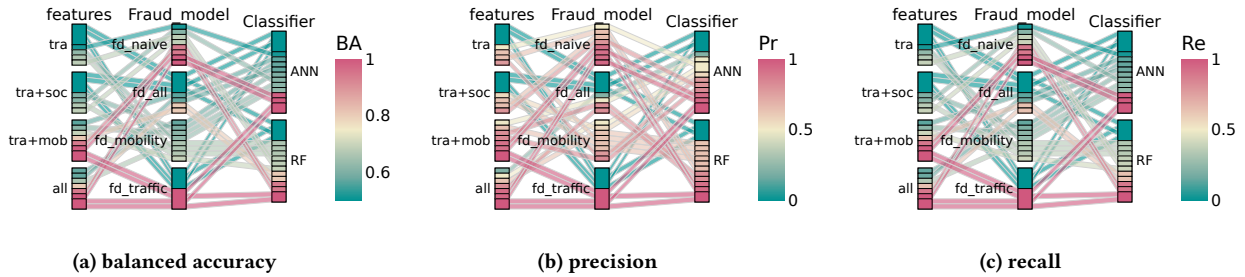 features Fraud_model Classifier
tra
tra+soc
tra+mob
all
fd_naive
fd_all
fd_mobility
fd_traffic
ANN
RF
BA
1
0.8
0.6
(a) balanced accuracy
features Fraud_model Classifier
tra
tra+soc
tra+mob
all
fd_naive
fd_all
fd_mobility
fd_traffic
ANN
RF
Pr
1
0.5
0
(b) precision
features Fraud_model Classifier
tra
tra+soc
tra+mob
all
fd_naive
fd_all
fd_mobility
fd_traffic
ANN
RF
Re
1
0.5
0
(c) recall